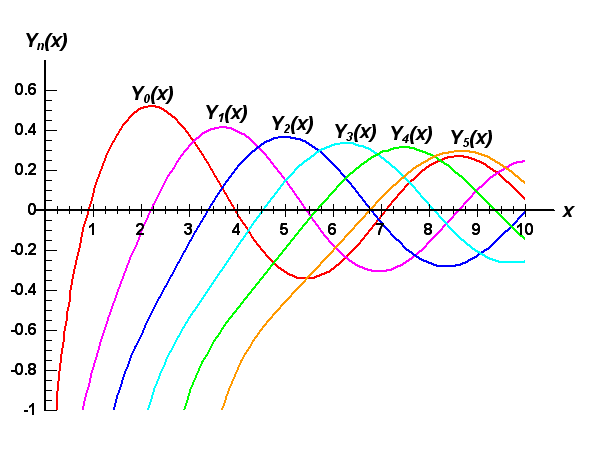 Yn(x)
0.6
Y0(x)
Y1(x)
Y2(x)
Y3(x)
Y4(x)
Y5(x)
0.4
0.2
0
x
1 2 3 4 5 6 7 8 9 10
-0.2
-0.4
-0.6
-0.8
-1